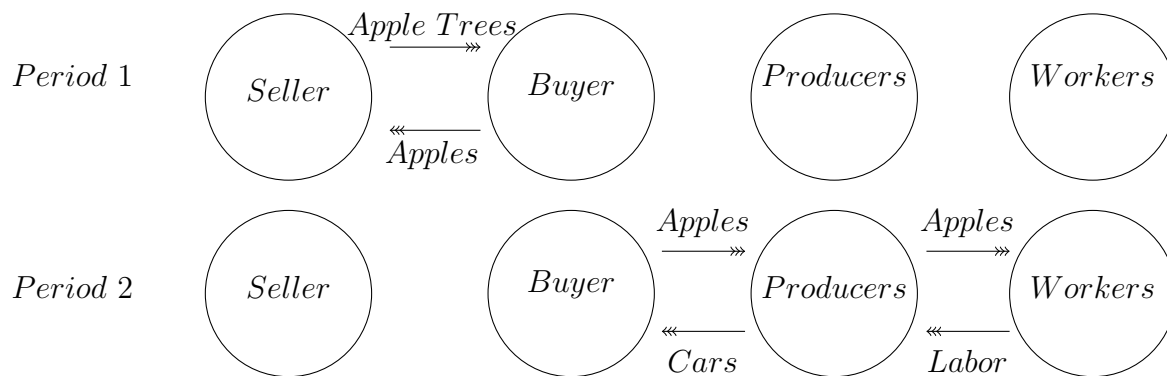 Apple Trees
Period 1 Seller Buyer Producers Workers
Apples
Apples Apples
Period 2 Seller Buyer Producers Workers
Cars Labor